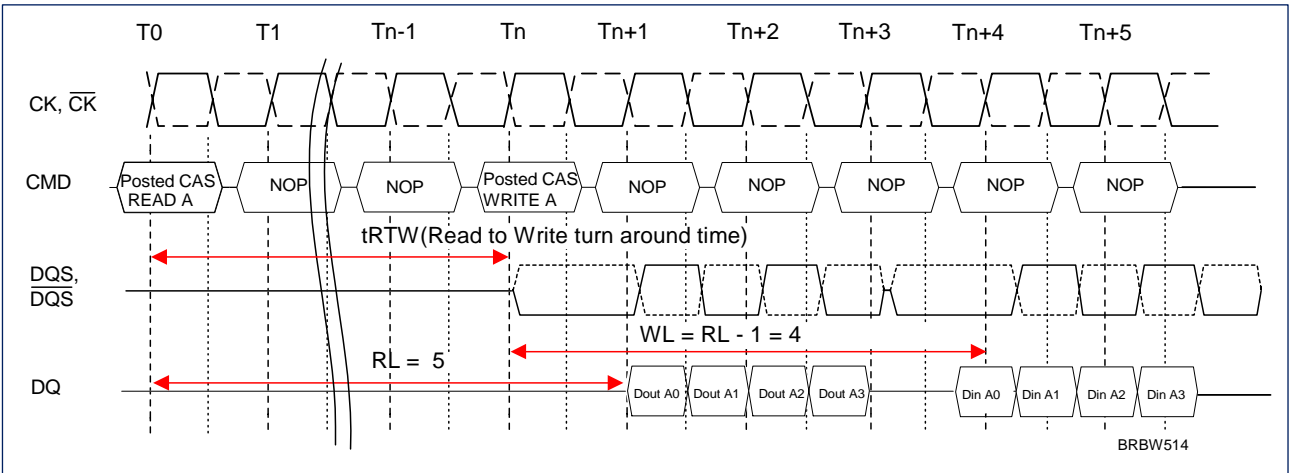 T0 T1 Tn-1 Tn Tn+1 Tn+2 Tn+3 Tn+4 Tn+5
CK, CK
CMD
Posted CAS
READ A
NOP
NOP
Posted CAS
WRITE A
NOP
NOP
NOP
NOP
NOP
tRTW(Read to Write turn around time)
DQS,
DQS
WL = RL - 1 = 4
RL = 5
DQ
Dout A0 Dout A1 Dout A2 Dout A3 Din A0 Din A1 Din A2 Din A3
BRBW514